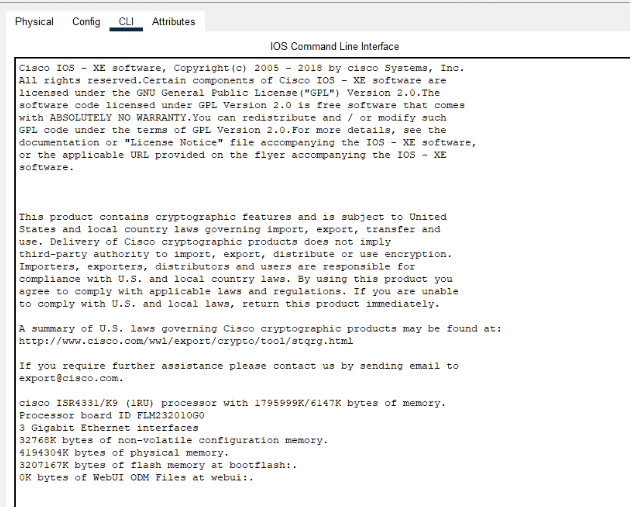 Physical Config CLI Attributes
IOS Command Line Interface
Cisco IOS - XE software, Copyright(c) 2005 - 2018 by cisco Systems, Inc.
All rights reserved.Certain components of Cisco IOS - XE software are
licensed under the GNU General Public License("GPL") Version 2.0.The
software code licensed under GPL Version 2.0 is free software that comes
with ABSOLUTELY NO WARRANTY.You can redistribute and / or modify such
GPL code under the terms of GPL Version 2.0.For more details, see the
documentation or "License Notice" file accompanying the IOS - XE software,
or the applicable URL provided on the flyer accompanying the IOS - XE
software.
This product contains cryptographic features and is subject to United
States and local country laws governing import, export, transfer and
use. Delivery of Cisco cryptographic products does not imply
third-party authority to import, export, distribute or use encryption.
Importers, exporters, distributors and users are responsible for
compliance with U.S. and local country laws. By using this product you
agree to comply with applicable laws and regulations. If you are unable
to comply with U.S. and local laws, return this product immediately.
A summary of U.S. laws governing Cisco cryptographic products may be found at:
http://www.cisco.com/wwl/export/crypto/tool/stqrg.html
If you require further assistance please contact us by sending email to
export@cisco.com.
cisco ISR4331/K9 (1RU) processor with 1795999K/6147K bytes of memory.
Processor board ID FLM232010G0
3 Gigabit Ethernet interfaces
32768K bytes of non-volatile configuration memory.
4194304K bytes of physical memory.
3207167K bytes of flash memory at bootflash:.
0K bytes of WebUI ODM Files at webui:.